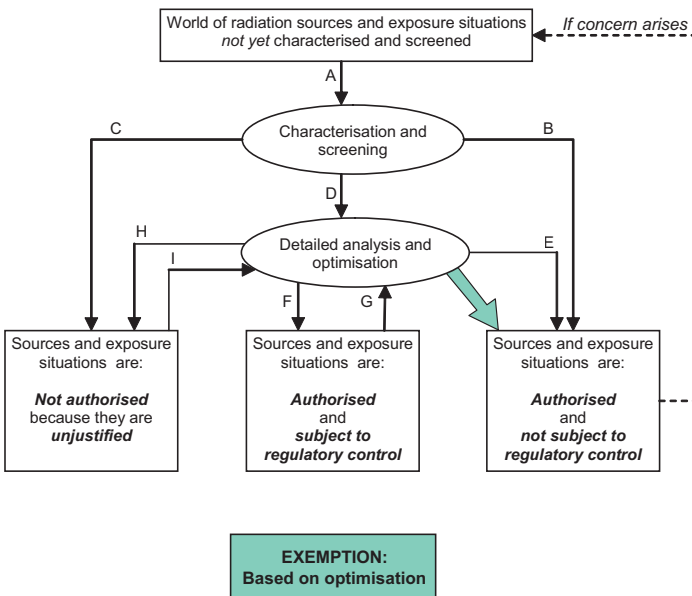 World of radiation sources and exposure situations
not yet characterised and screened
If concern arises
A
C
B
Characterisation and
screening
D
H
I
E
Detailed analysis and
optimisation
F
G
Sources and exposure
situations are:
Not authorised
because they are
unjustified
Sources and exposure
situations are:
Authorised
and
subject to
regulatory control
Sources and exposure
situations are:
Authorised
and
not subject to
regulatory control
EXEMPTION:
Based on optimisation